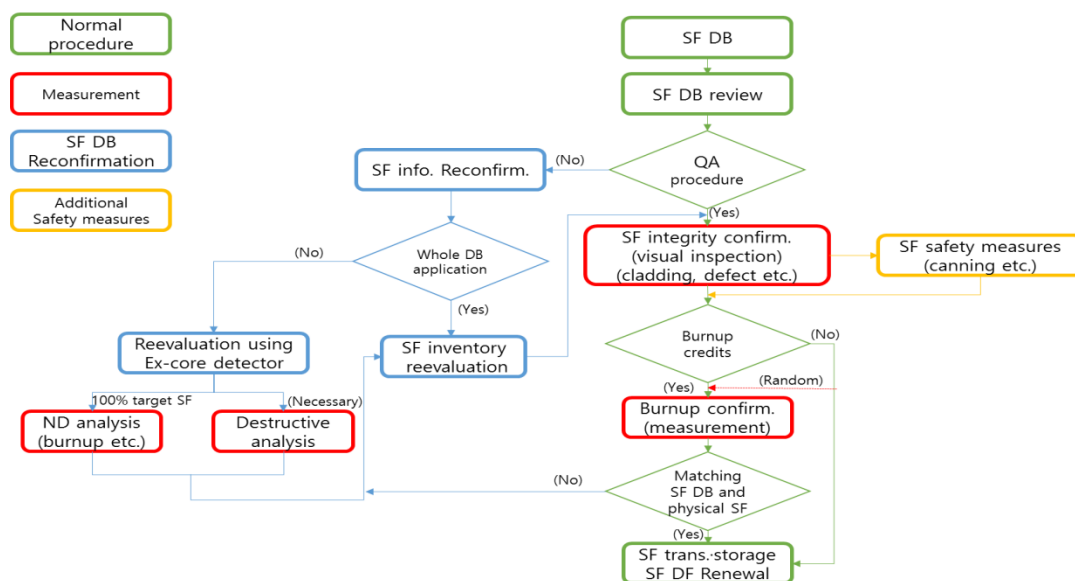 Normal
procedure
Measurement
SF DB
Reconfirmation
Additional
Safety measures
SF DB
SF DB review
QA
procedure
(No)
SF info. Reconfirm.
(Yes)
Whole DB
application
(No)
(Yes)
SF integrity confirm.
(visual inspection)
(cladding, defect etc.)
SF safety measures
(canning etc.)
Reevaluation using
Ex-core detector
SF inventory
reevaluation
Burnup
credits
(No)
(Yes)
(Random)
100% target SF
(Necessary)
ND analysis
(burnup etc.)
Destructive
analysis
Burnup confirm.
(measurement)
Matching
SF DB and
physical SF
(No)
(Yes)
SF trans.·storage
SF DF Renewal